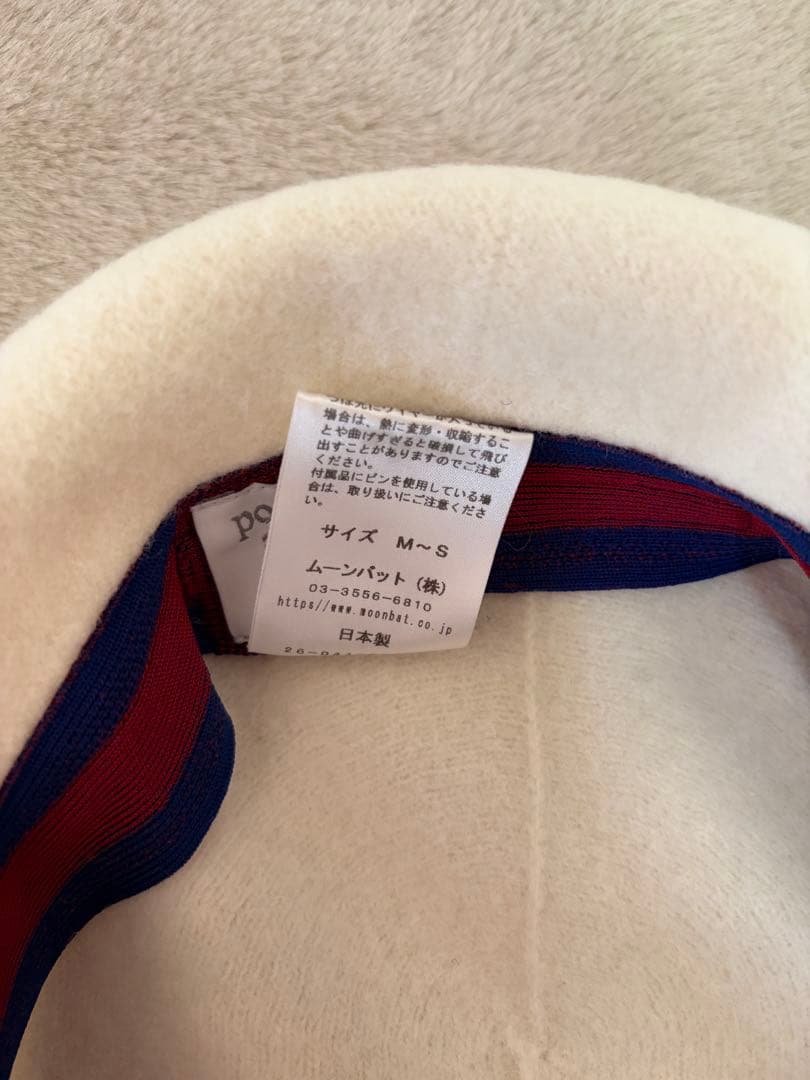 場合は、熱に変形・収縮するこ
とや曲げすぎると破損して飛び
出すことがありますのでご注意
ください。
付属品にピンを使用している場
合は、取り扱いにご注意くださ
い。
サイズ M～S
ムーンバット(株)
03-3556-6810
https//www.moonbat.co.jp
日本製
po